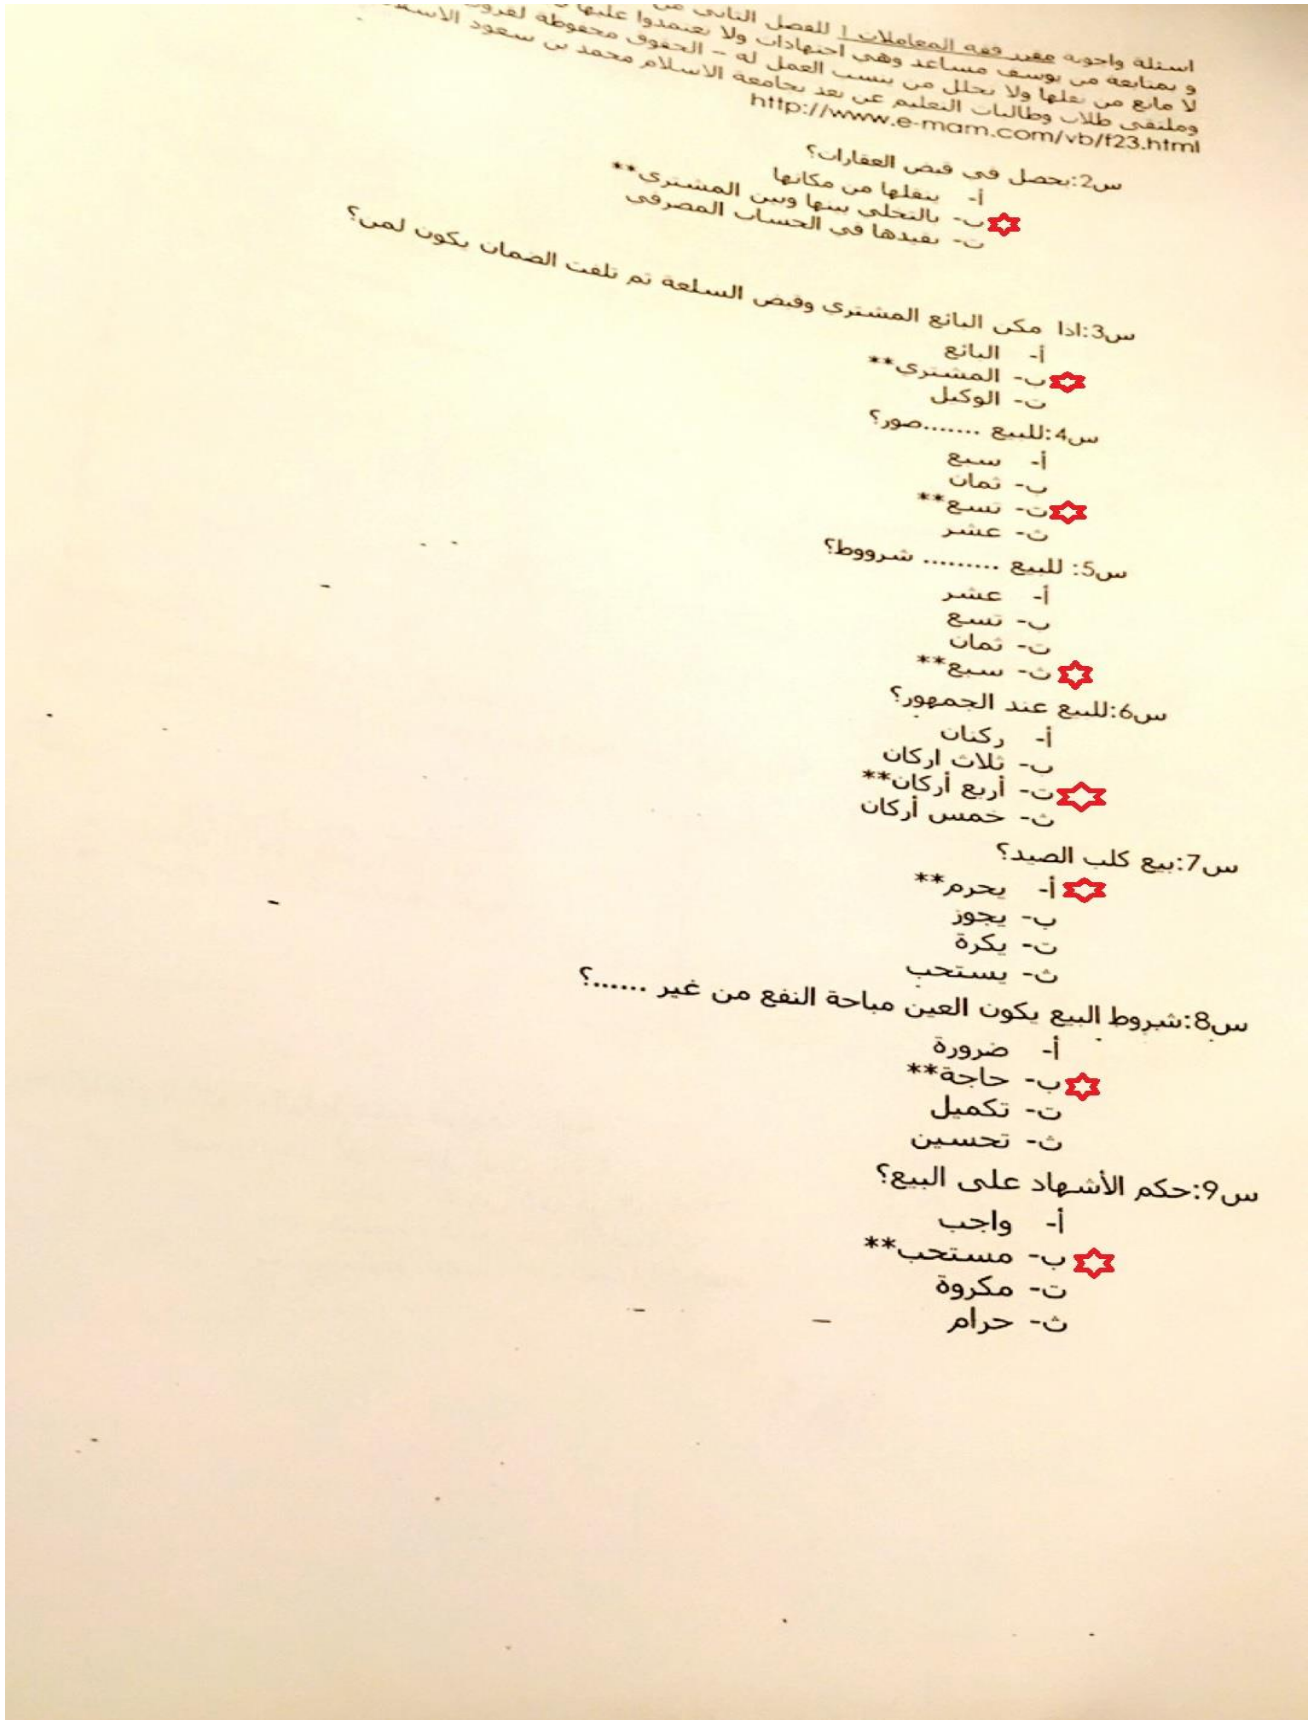 اسئلة واجوبة مقرر فقه المعاملات 1 للفصل الثاني من
و بمتابعة من يوسف مساعد وهي اجتهادات ولا تعتمدوا عليها
لا مانع من نقلها ولا يحلل من ينسب العمل له – الحقوق محفوظة
وملتقى طلاب وطالبات التعليم عن بعد بجامعة الاسلام محمد بن سعود
http://www.e-mam.com/vb/f23.html
س2:يحصل في قبض العقارات؟
أ- بنقلها من مكانها
ب- بالتخلي بينها وبين المشتري**
ت- بقيدها في الحساب المصرفي
س3:اذا مكن البائع المشتري وقبض السلعة ثم تلفت الضمان يكون لمن؟
أ- البائع
ب- المشتري**
ت- الوكيل
س4:للبيع .......صور؟
أ- سبع
ب- ثمان
ت- تسع**
ث- عشر
س5: للبيع ......... شرووط؟
أ- عشر
ب- تسع
ت- ثمان
ث- سبع**
س6:للبيع عند الجمهور؟
أ- ركنان
ب- ثلاث اركان
ت- أربع أركان**
ث- خمس أركان
س7:بيع كلب الصيد؟
أ- يحرم**
ب- يجوز
ت- يكرة
ث- يستحب
س8:شروط البيع يكون العين مباحة النفع من غير ......؟
أ- ضرورة
ب- حاجة**
ت- تكميل
ث- تحسين
س9:حكم الأشهاد على البيع؟
أ- واجب
ب- مستحب**
ت- مكروة
ث- حرام